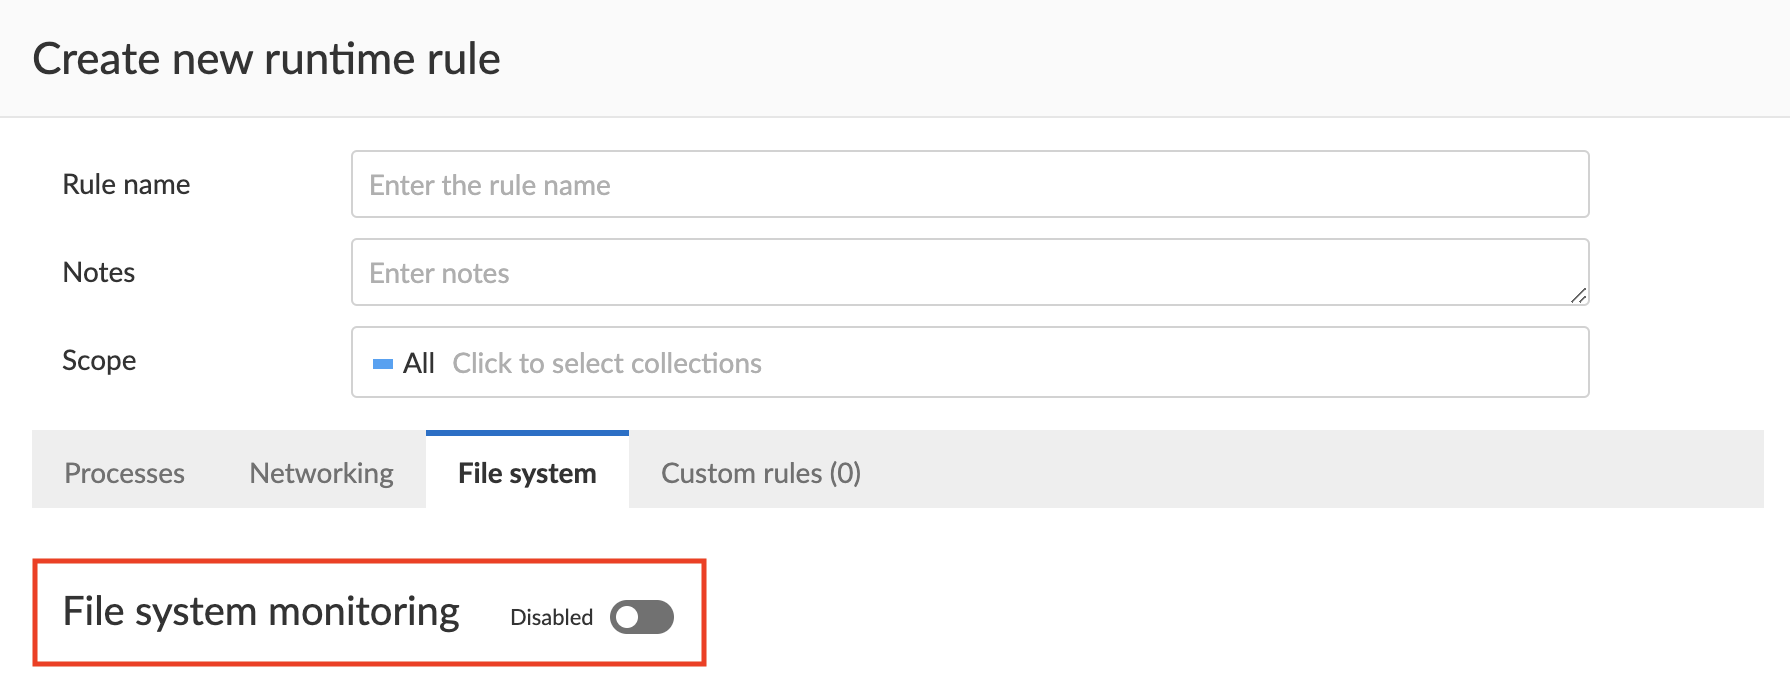 Create new runtime rule
Rule name
Enter the rule name
Notes
Enter notes
Scope
All Click to select collections
Processes Networking File system Custom rules (0)
File system monitoring Disabled